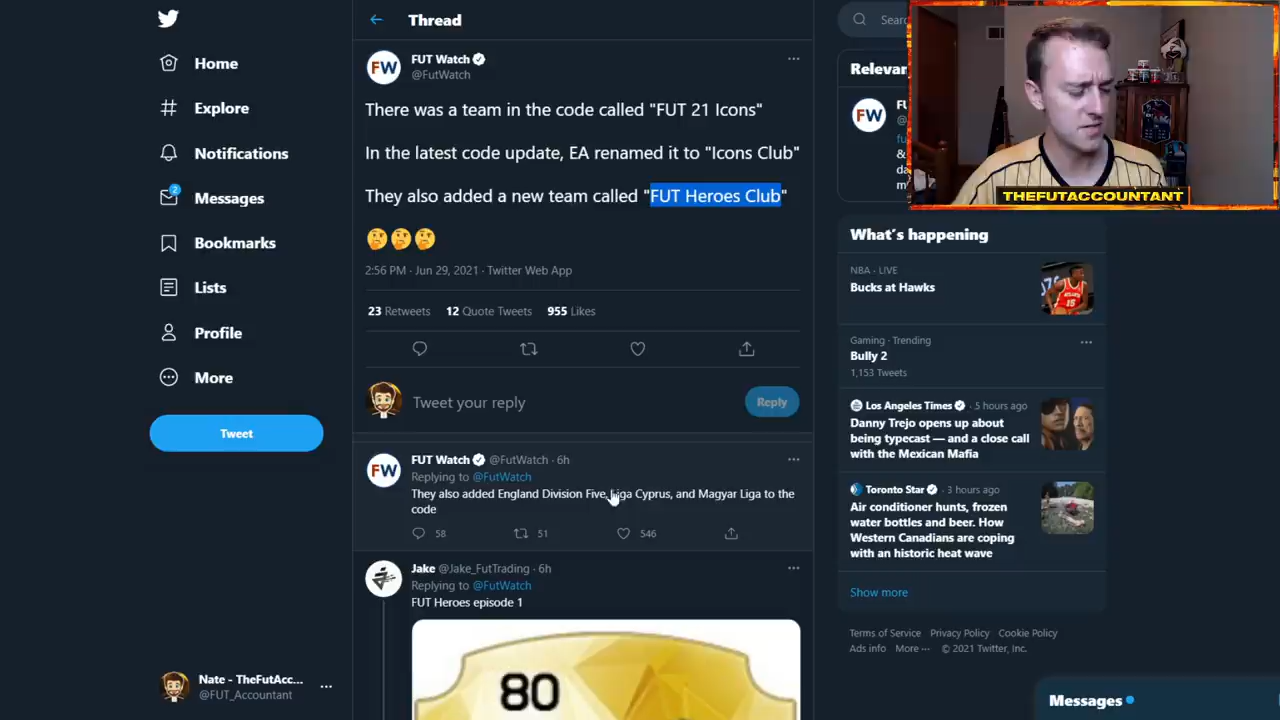 Home
Explore
Notifications
2
Messages
Bookmarks
Lists
Profile
More
Tweet
Nate - TheFutAcc...
@FUT_Accountant
Thread
FW
FUT Watch
@FutWatch
There was a team in the code called "FUT 21 Icons"
In the latest code update, EA renamed it to "Icons Club"
They also added a new team called "FUT Heroes Club"
2:56 PM · Jun 29, 2021 · Twitter Web App
23 Retweets 12 Quote Tweets 955 Likes
Tweet your reply
Reply
FW
FUT Watch @FutWatch · 6h
Replying to @FutWatch
They also added England Division Five, Liga Cyprus, and Magyar Liga to the
code
58 51 546
Jake @Jake_FutTrading · 6h
Replying to @FutWatch
FUT Heroes episode 1
80
Sear
Relevan
FW
THEFUTACCOUNTANT
What's happening
NBA · LIVE
Bucks at Hawks
Gaming · Trending
Bully 2
1,153 Tweets
Los Angeles Times · 5 hours ago
Danny Trejo opens up about
being typecast — and a close call
with the Mexican Mafia
Toronto Star · 3 hours ago
Air conditioner hunts, frozen
water bottles and beer. How
Western Canadians are coping
with an historic heat wave
Show more
Terms of Service Privacy Policy Cookie Policy
Ads info More ··· © 2021 Twitter, Inc.
Messages